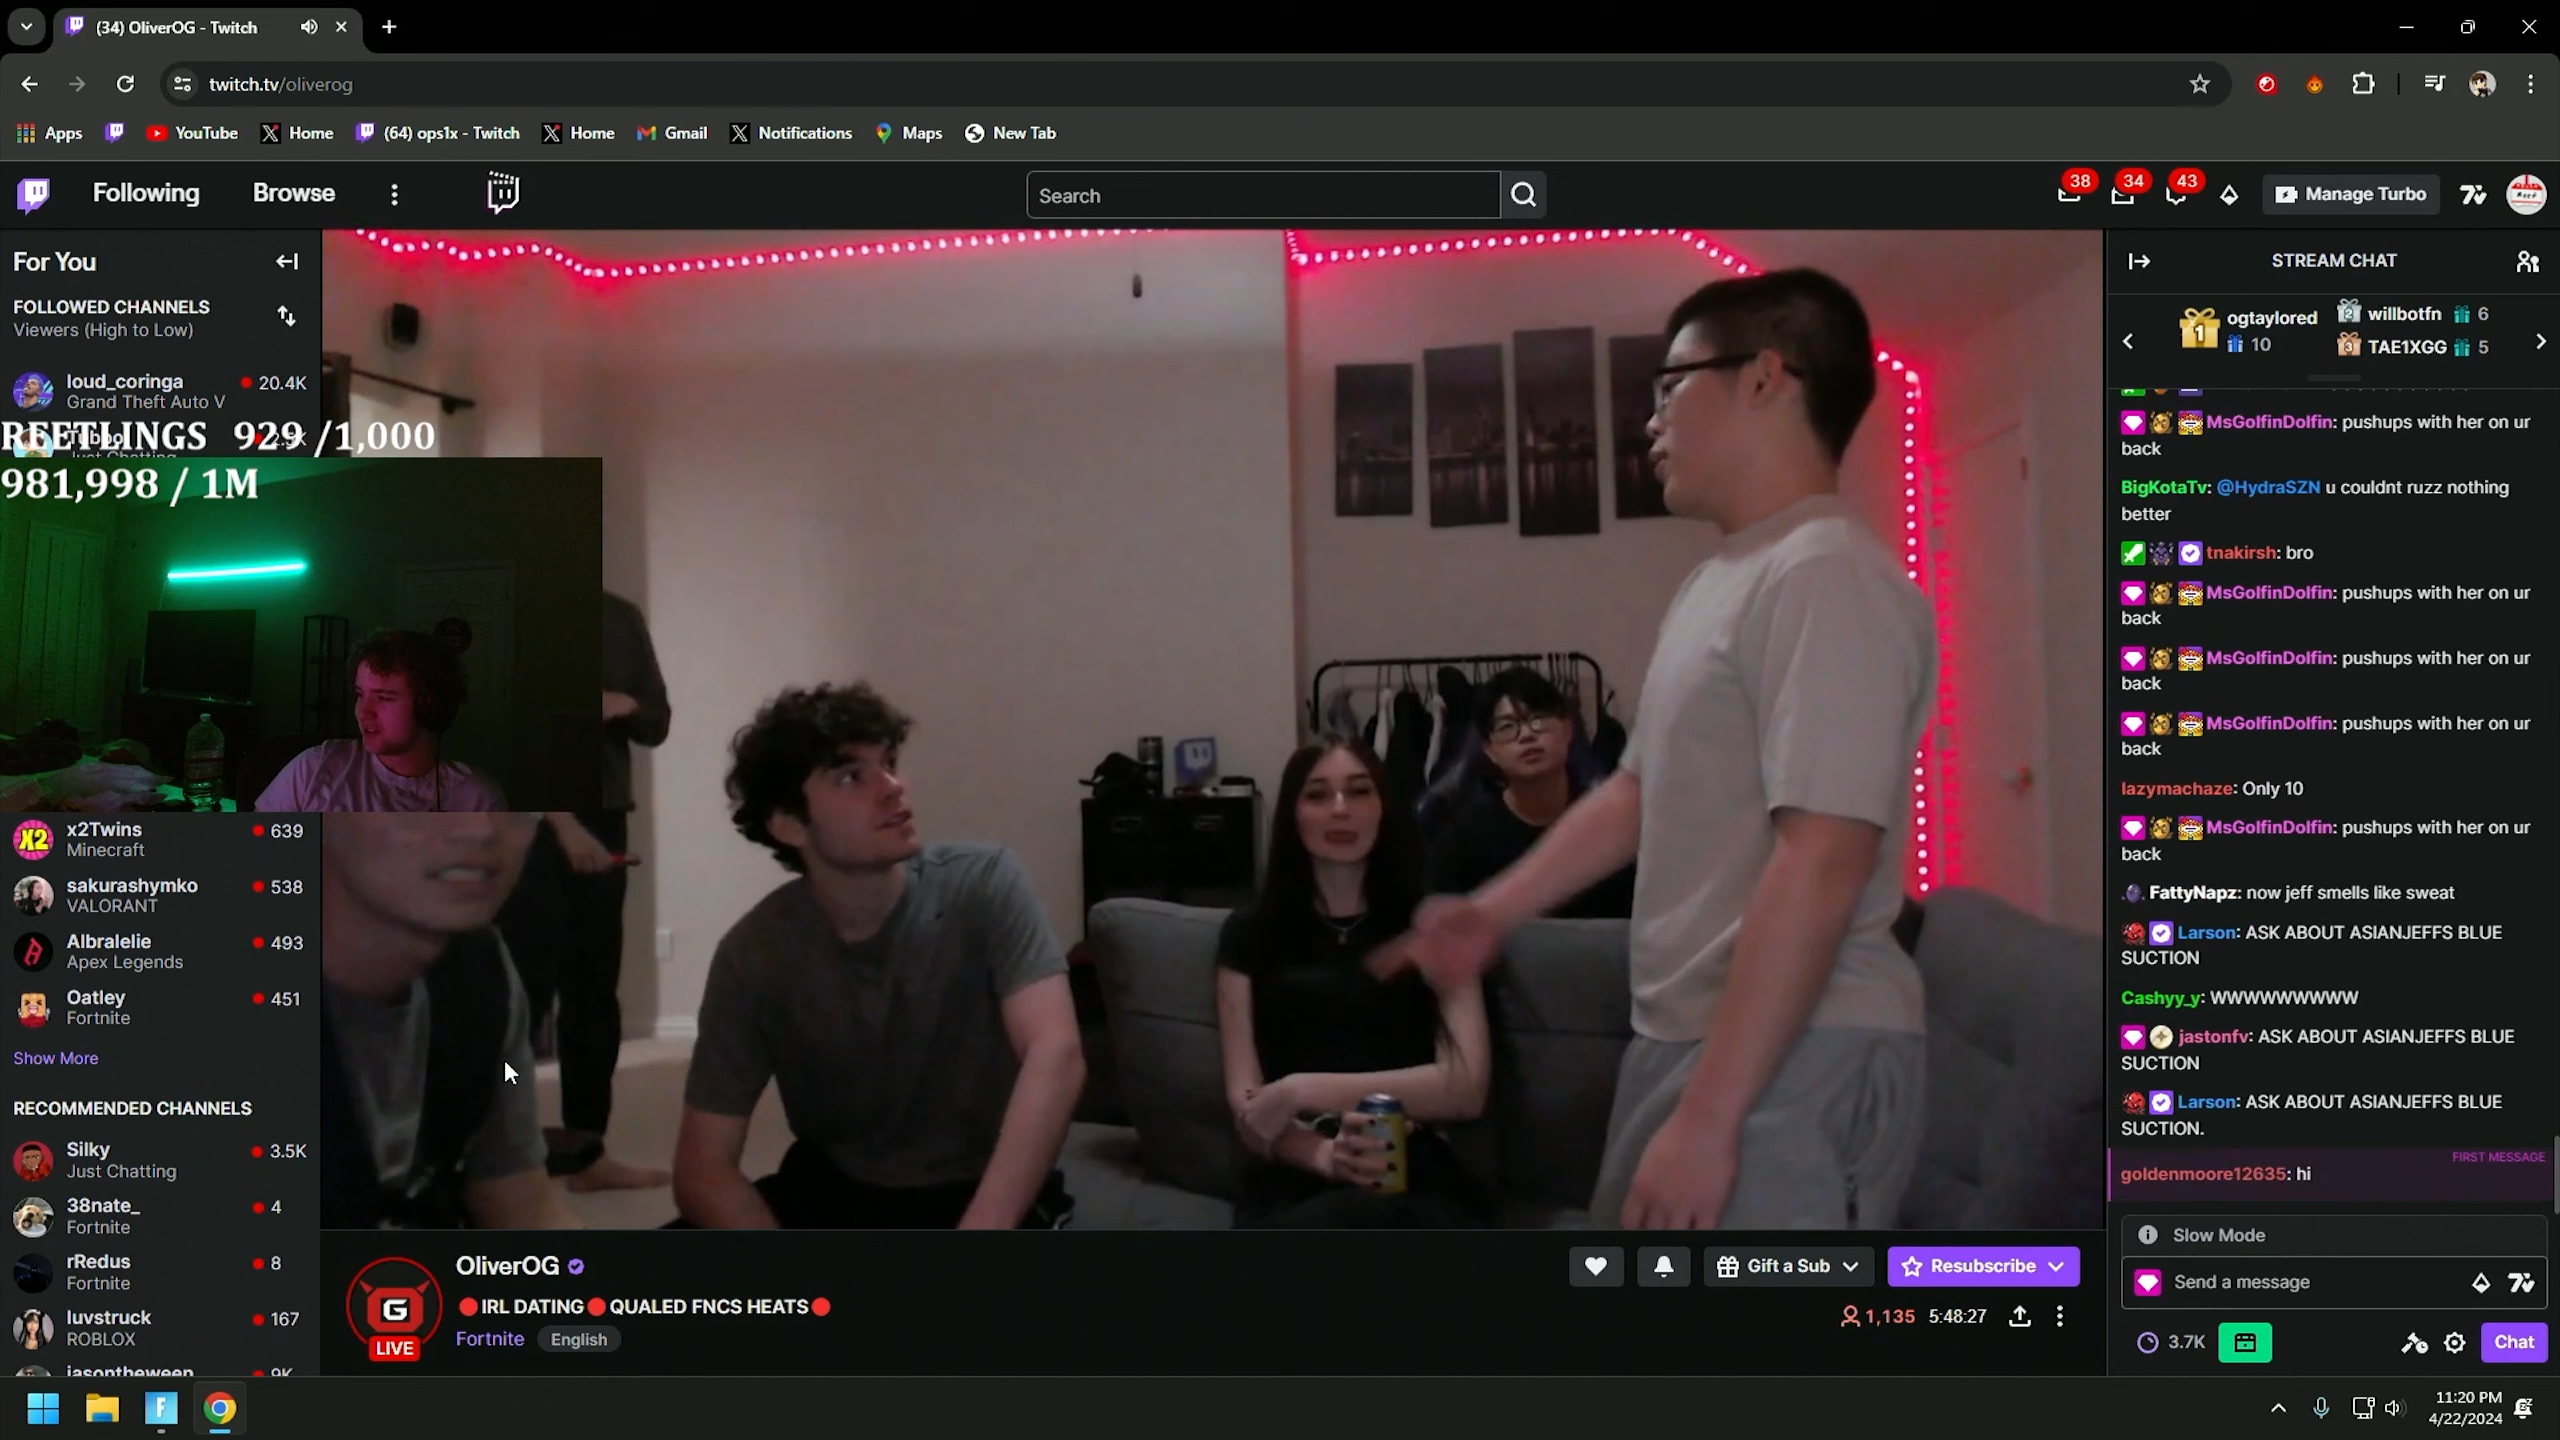 (34) OliverOG - Twitch
twitch.tv/oliverog
Apps
YouTube
Home
(64) ops1x - Twitch
Home
Gmail
Notifications
Maps
New Tab
Following
Browse
Search
38
34
43
Manage Turbo
For You
FOLLOWED CHANNELS
Viewers (High to Low)
loud_coringa
20.4K
Grand Theft Auto V
REETLINGS 929 /1,000
981,998 / 1M
x2Twins
639
Minecraft
sakurashymko
538
VALORANT
Albralelie
493
Apex Legends
Oatley
451
Fortnite
Show More
RECOMMENDED CHANNELS
Silky
3.5K
Just Chatting
38nate_
4
Fortnite
rRedus
8
Fortnite
luvstruck
167
ROBLOX
jasontheween
9K
OliverOG
🔴IRL DATING🔴QUALED FNCS HEATS🔴
Fortnite
English
LIVE
Gift a Sub
Resubscribe
1,135
5:48:27
STREAM CHAT
ogtaylored
10
willbotfn 6
TAE1XGG 5
MsGolfinDolfin: pushups with her on ur
back
BigKotaTv: @HydraSZN u couldnt ruzz nothing
better
tnakirsh: bro
MsGolfinDolfin: pushups with her on ur
back
MsGolfinDolfin: pushups with her on ur
back
MsGolfinDolfin: pushups with her on ur
back
lazymachaze: Only 10
MsGolfinDolfin: pushups with her on ur
back
FattyNapz: now jeff smells like sweat
Larson: ASK ABOUT ASIANJEFFS BLUE
SUCTION
Cashyy_y: WWWWWWWWW
jastonfv: ASK ABOUT ASIANJEFFS BLUE
SUCTION
Larson: ASK ABOUT ASIANJEFFS BLUE
SUCTION.
FIRST MESSAGE
goldenmoore12635: hi
Slow Mode
Send a message
3.7K
Chat
11:20 PM
4/22/2024